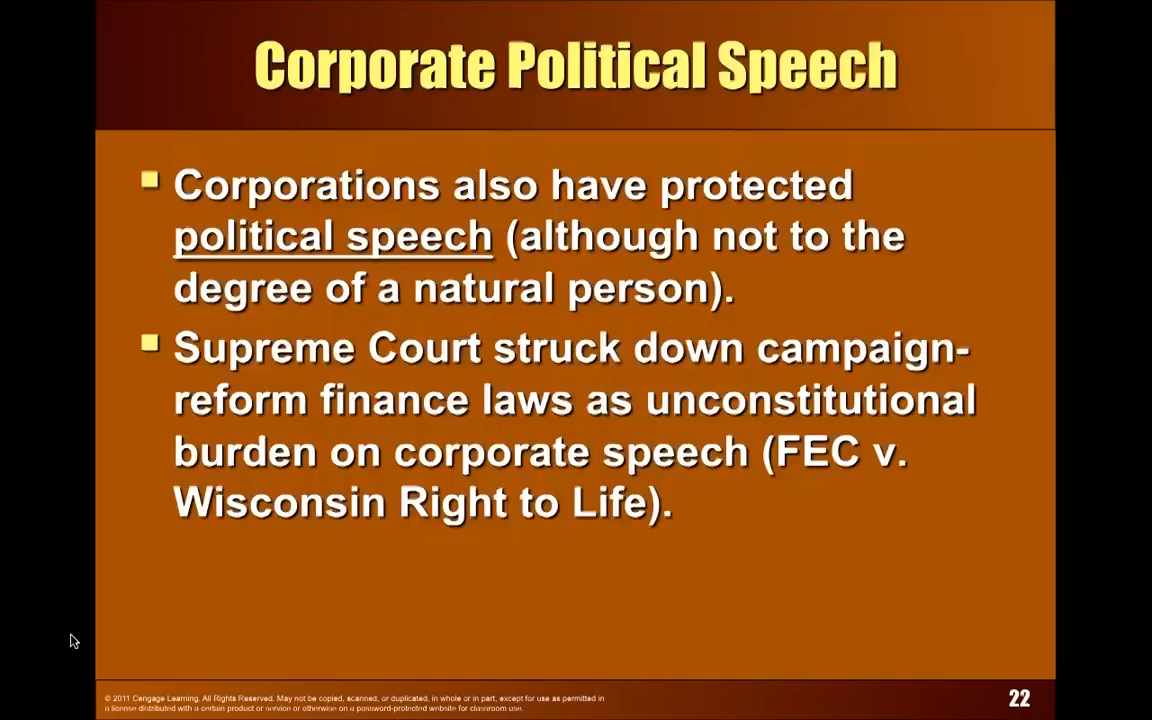 Corporate Political Speech
Corporations also have protected
political speech (although not to the
degree of a natural person).
Supreme Court struck down campaign-
reform finance laws as unconstitutional
burden on corporate speech (FEC v.
Wisconsin Right to Life).
© 2011 Cengage Learning. All Rights Reserved. May not be copied, scanned, or duplicated, in whole or in part, except for use as permitted in
a license distributed with a certain product or service or otherwise on a password-protected website for classroom use.
22